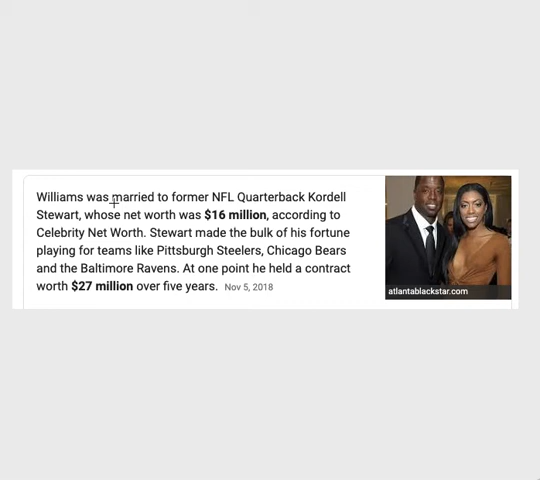 Williams was married to former NFL Quarterback Kordell
Stewart, whose net worth was $16 million, according to
Celebrity Net Worth. Stewart made the bulk of his fortune
playing for teams like Pittsburgh Steelers, Chicago Bears
and the Baltimore Ravens. At one point he held a contract
worth $27 million over five years. Nov 5, 2018
atlantablackstar.com